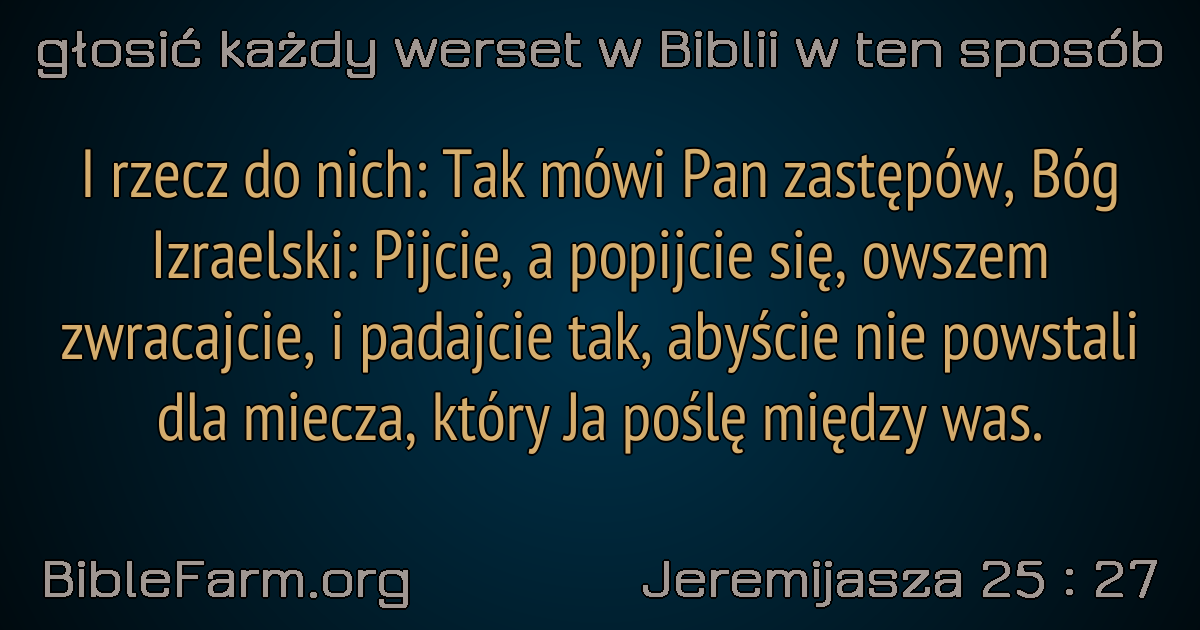 głosić każdy werset w Biblii w ten sposób
I rzecz do nich: Tak mówi Pan zastępów, Bóg
Izraelski: Pijcie, a popijcie się, owszem
zwracajcie, i padajcie tak, abyście nie powstali
dla miecza, który Ja poślę między was.
BibleFarm.org
Jeremijasza 25 : 27